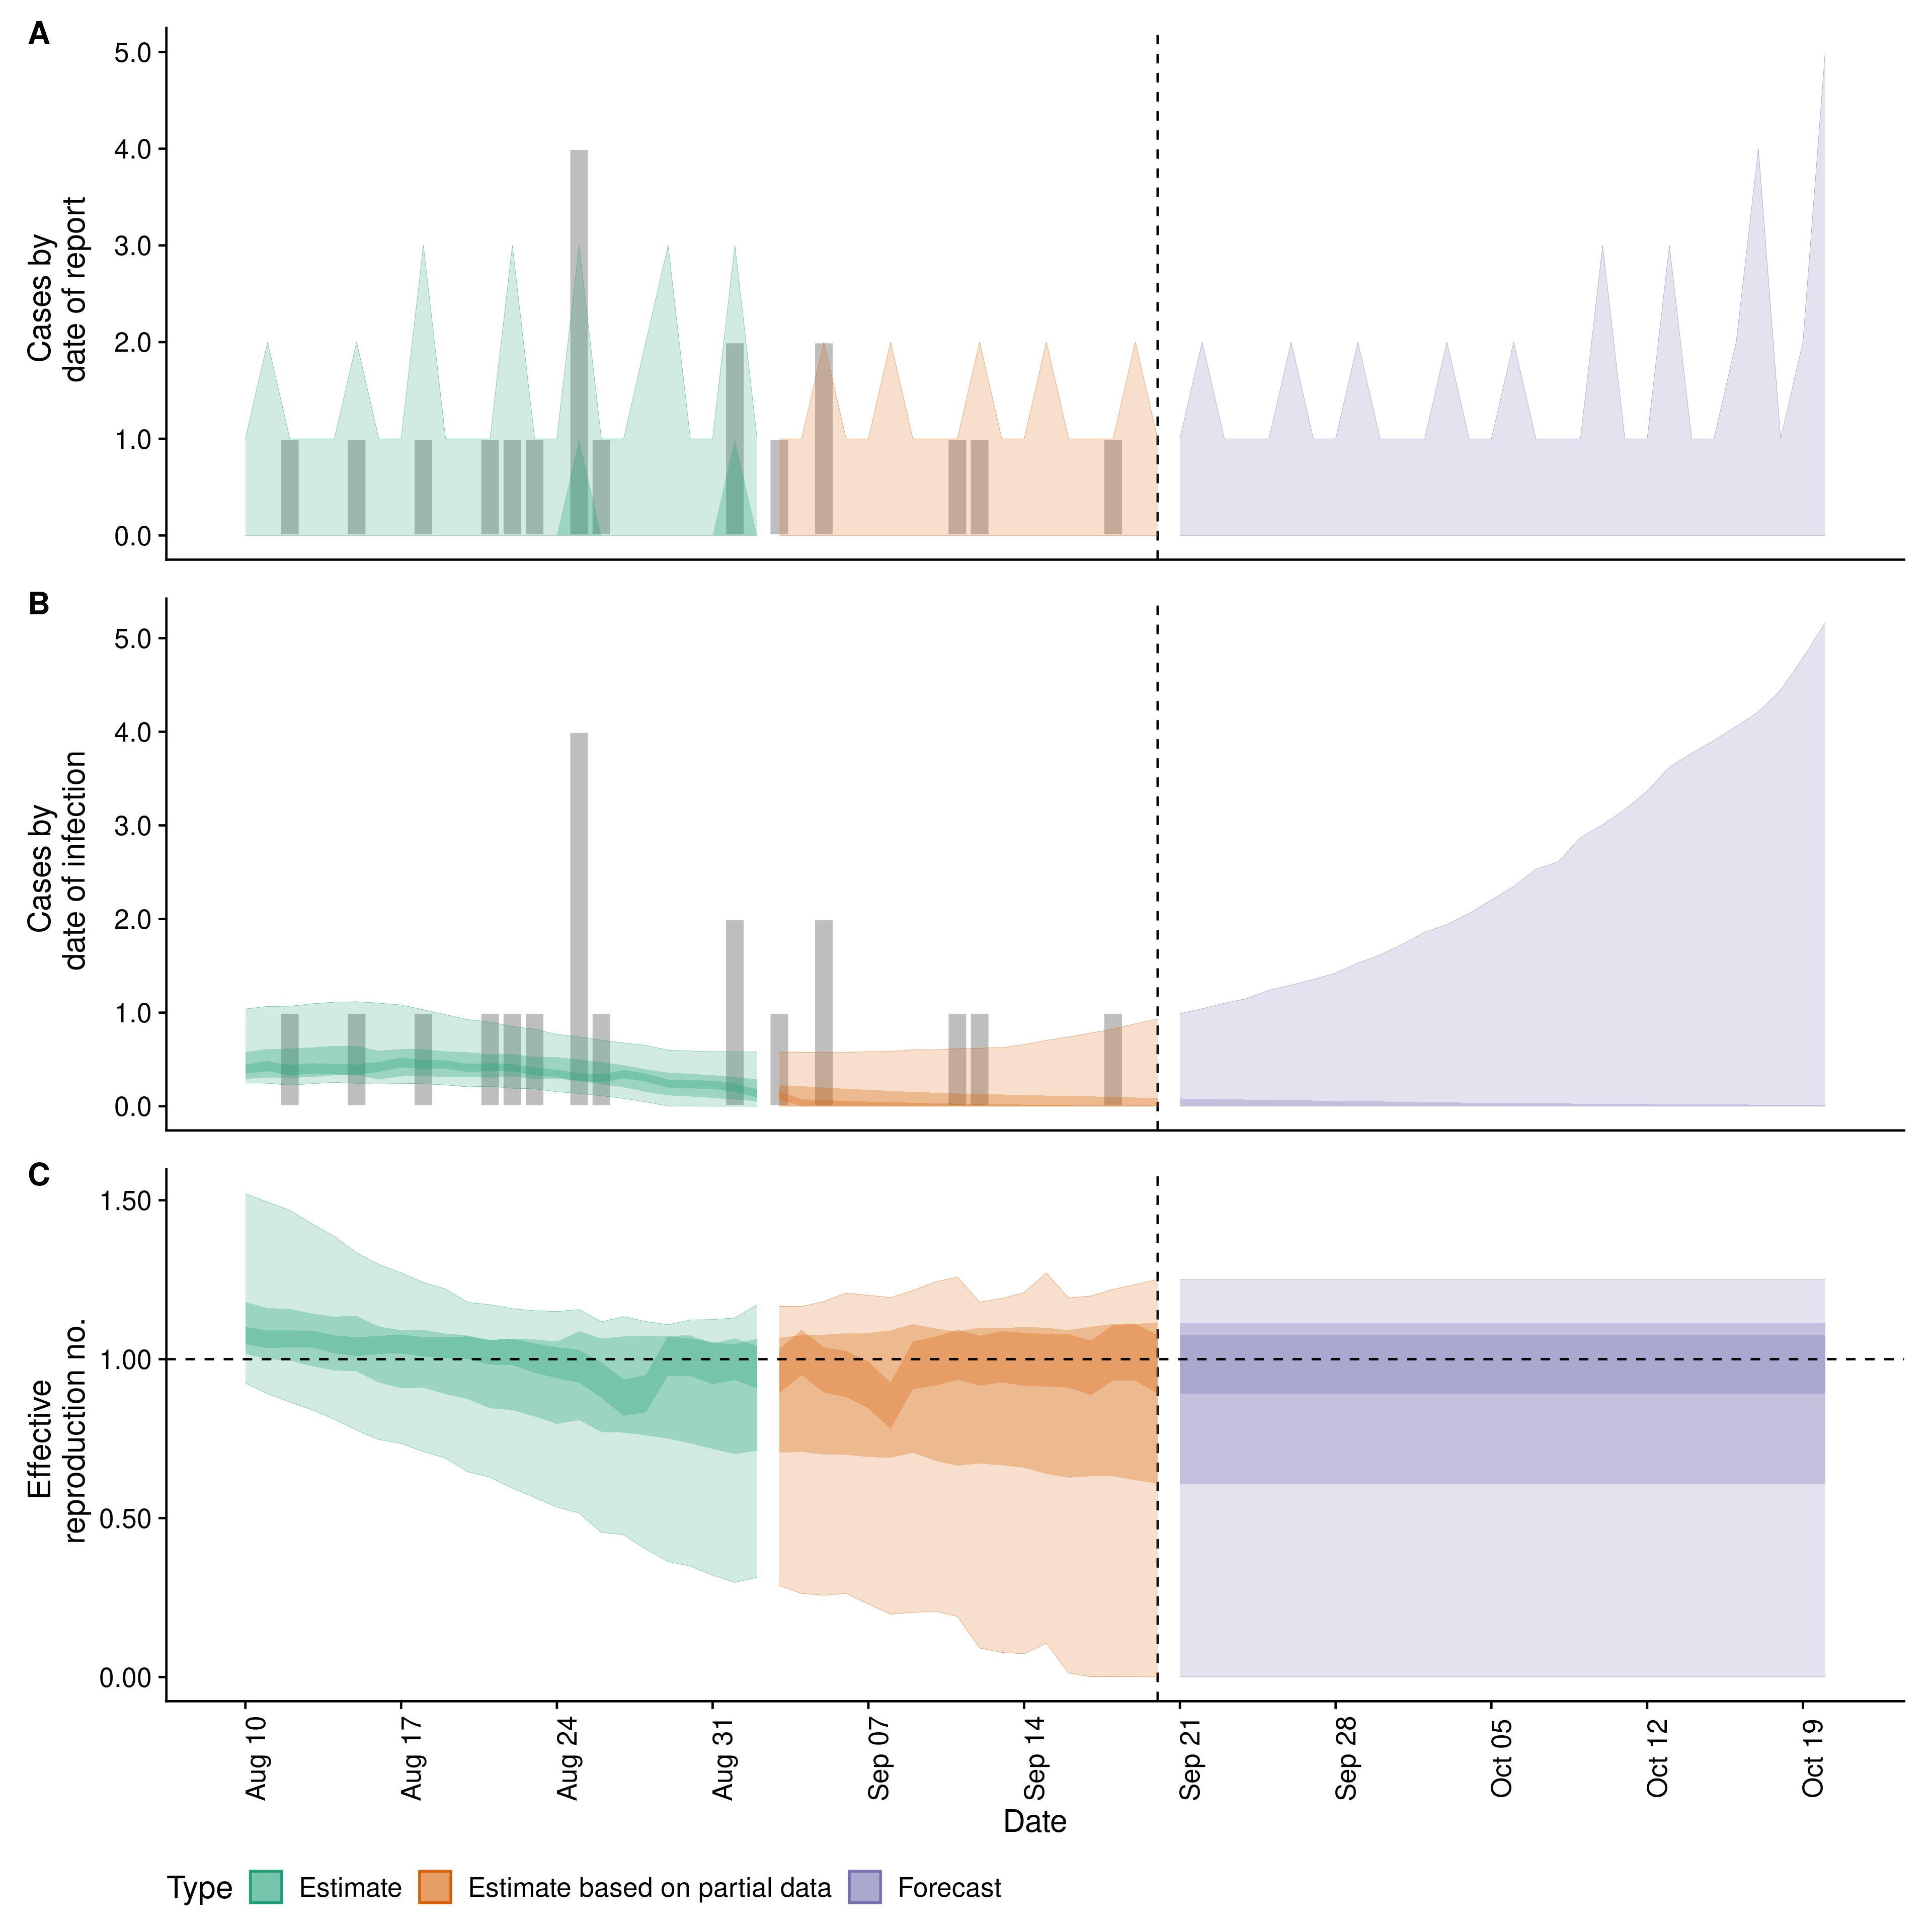 A
Cases by
date of report
5.0
4.0
3.0
2.0
1.0
0.0
B
Cases by
date of infection
5.0
4.0
3.0
2.0
1.0
0.0
C
Effective
reproduction no.
1.50
1.00
0.50
0.00
Aug 10
Aug 17
Aug 24
Aug 31
Sep 07
Sep 14
Sep 21
Sep 28
Oct 05
Oct 12
Oct 19
Date
Type Estimate Estimate based on partial data Forecast